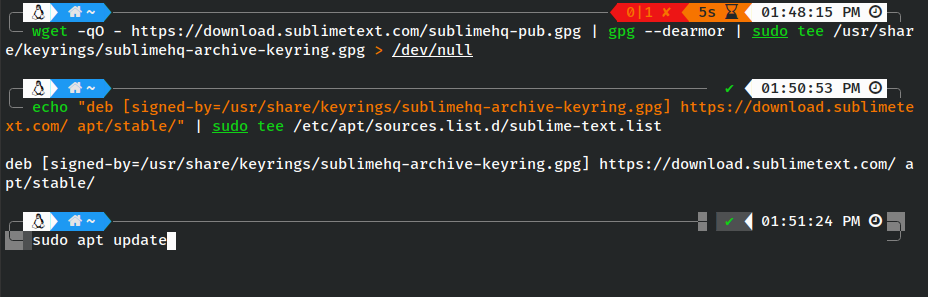 ~ 0|1 ✘ 5s 01:48:15 PM
wget -qO - https://download.sublimetext.com/sublimehq-pub.gpg | gpg --dearmor | sudo tee /usr/shar
e/keyrings/sublimehq-archive-keyring.gpg > /dev/null
~ ✔ 01:50:53 PM
echo "deb [signed-by=/usr/share/keyrings/sublimehq-archive-keyring.gpg] https://download.sublimete
xt.com/ apt/stable/" | sudo tee /etc/apt/sources.list.d/sublime-text.list
deb [signed-by=/usr/share/keyrings/sublimehq-archive-keyring.gpg] https://download.sublimetext.com/ a
pt/stable/
~ ✔ 01:51:24 PM
sudo apt update